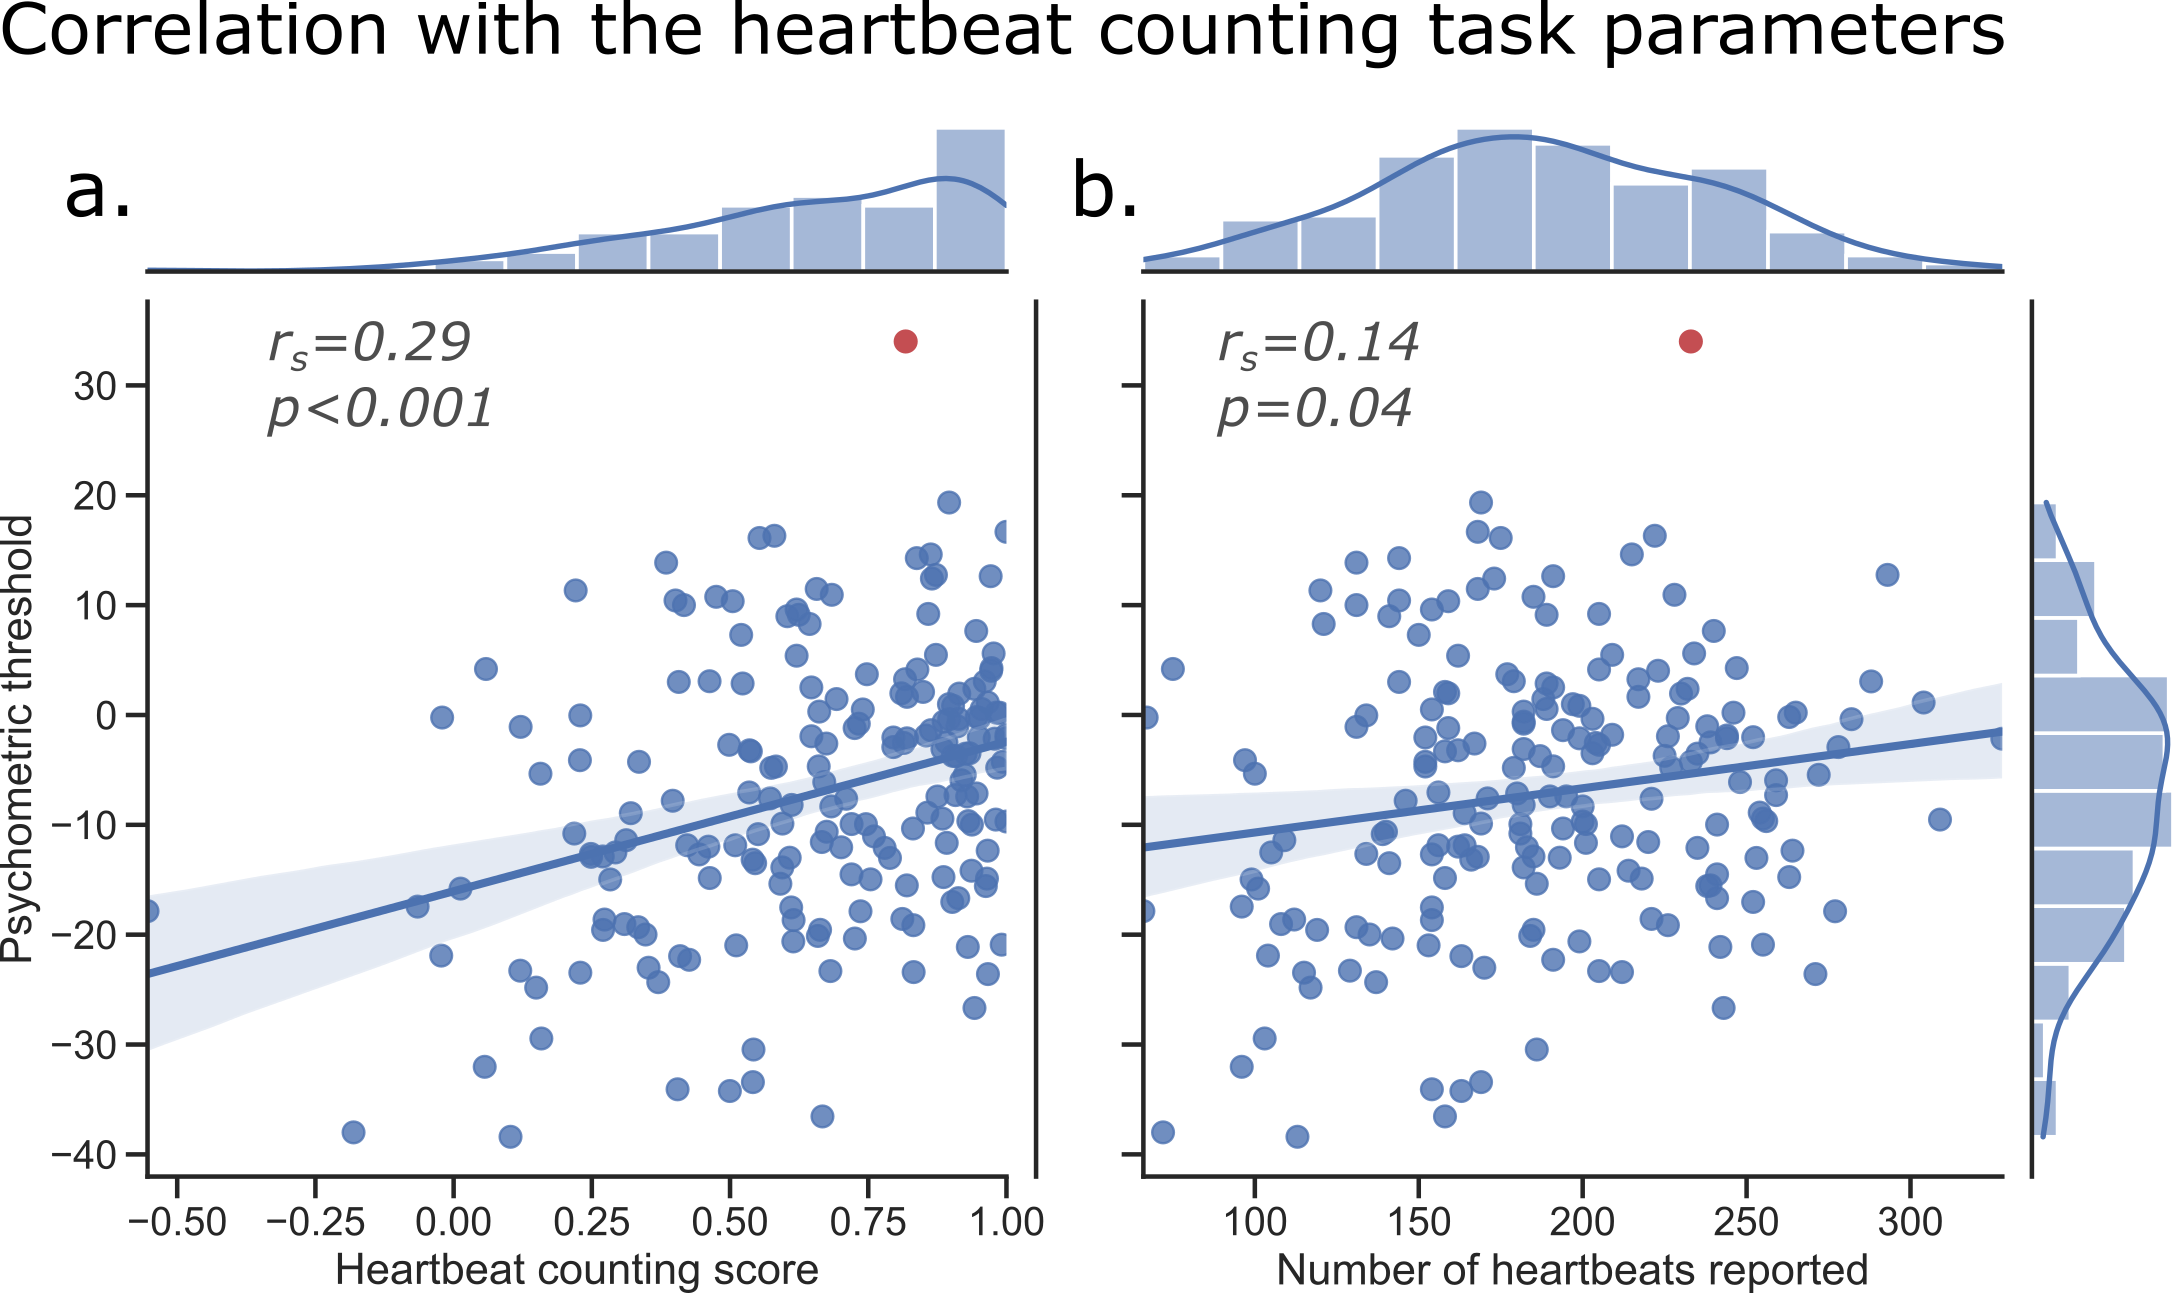 Correlation with the heartbeat counting task parameters
a.
b.
rs=0.29
p<0.001
rs=0.14
p=0.04
Psychometric threshold
30
20
10
0
−10
−20
−30
−40
−0.50 −0.25 0.00 0.25 0.50 0.75 1.00
Heartbeat counting score
100 150 200 250 300
Number of heartbeats reported